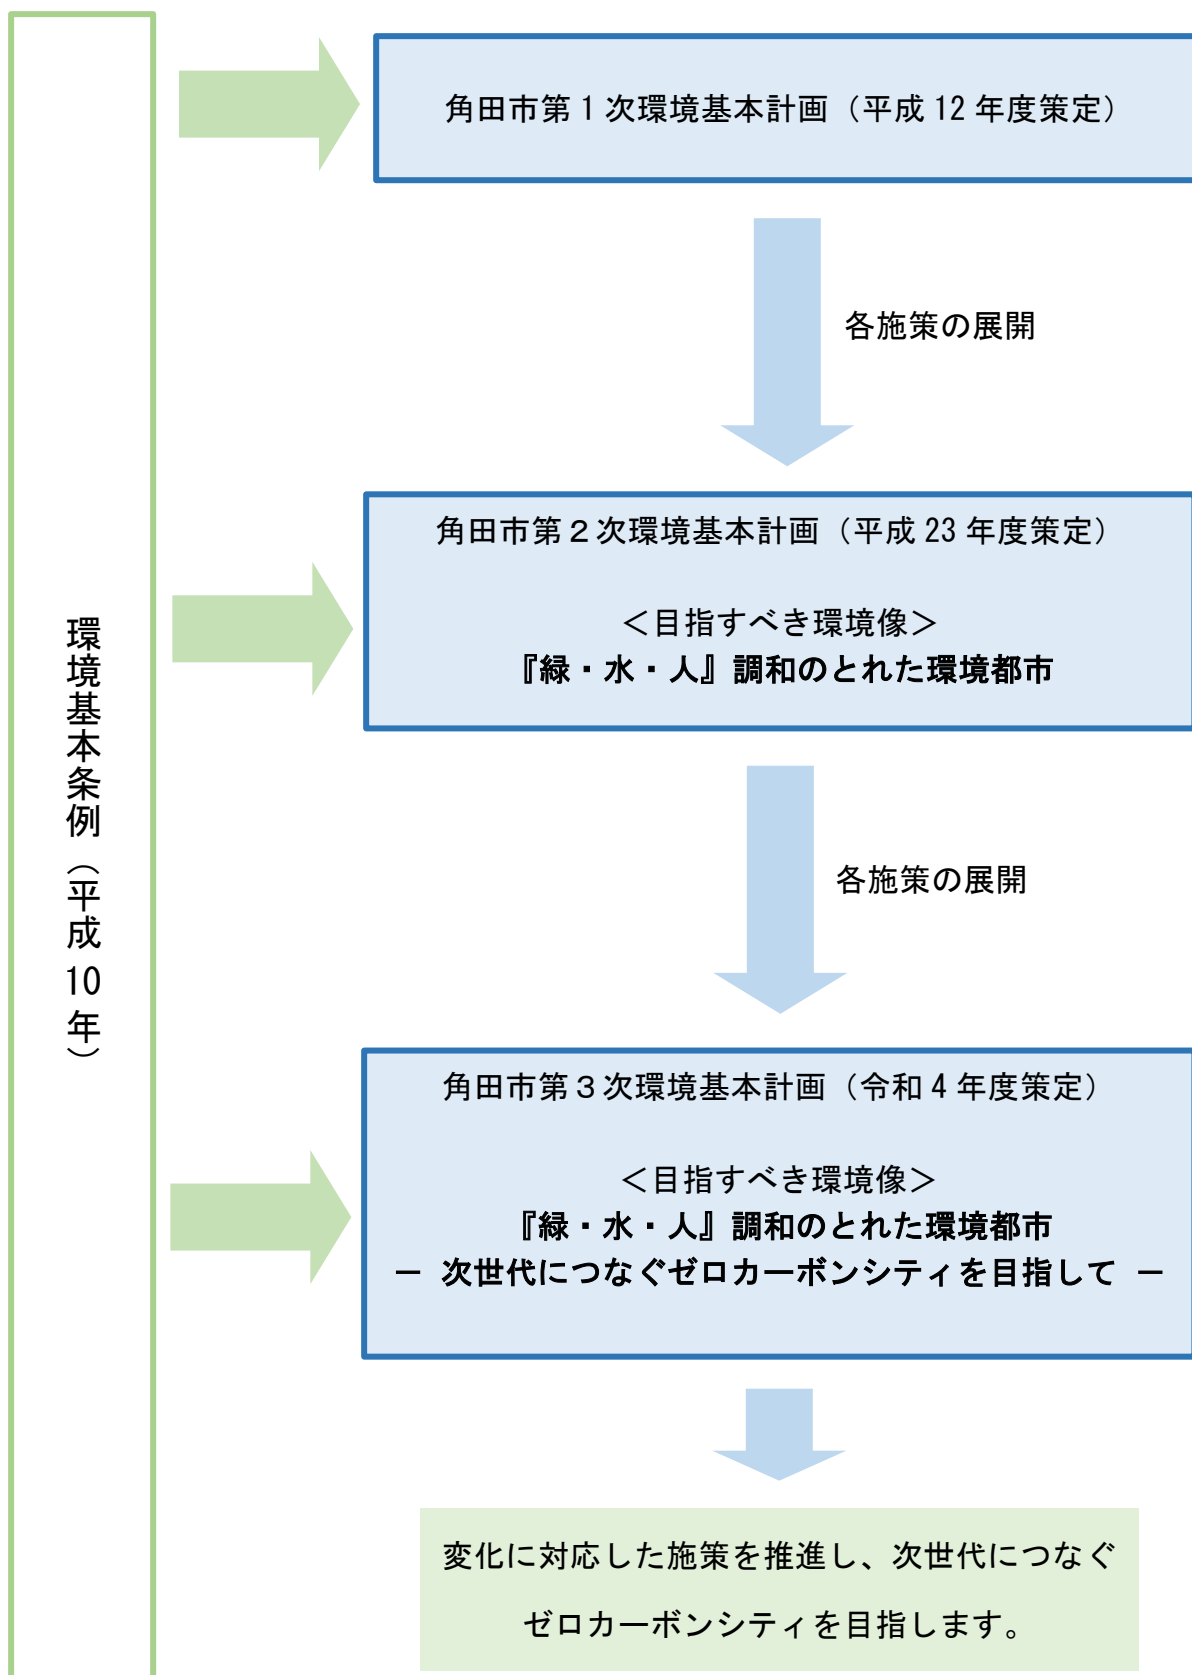 環境基本条例（平成10年）
角田市第1次環境基本計画（平成12年度策定）
各施策の展開
角田市第２次環境基本計画（平成23年度策定）
＜目指すべき環境像＞
『緑・水・人』調和のとれた環境都市
各施策の展開
角田市第３次環境基本計画（令和4年度策定）
＜目指すべき環境像＞
『緑・水・人』調和のとれた環境都市
－ 次世代につなぐゼロカーボンシティを目指して －
変化に対応した施策を推進し、次世代につなぐ
ゼロカーボンシティを目指します。